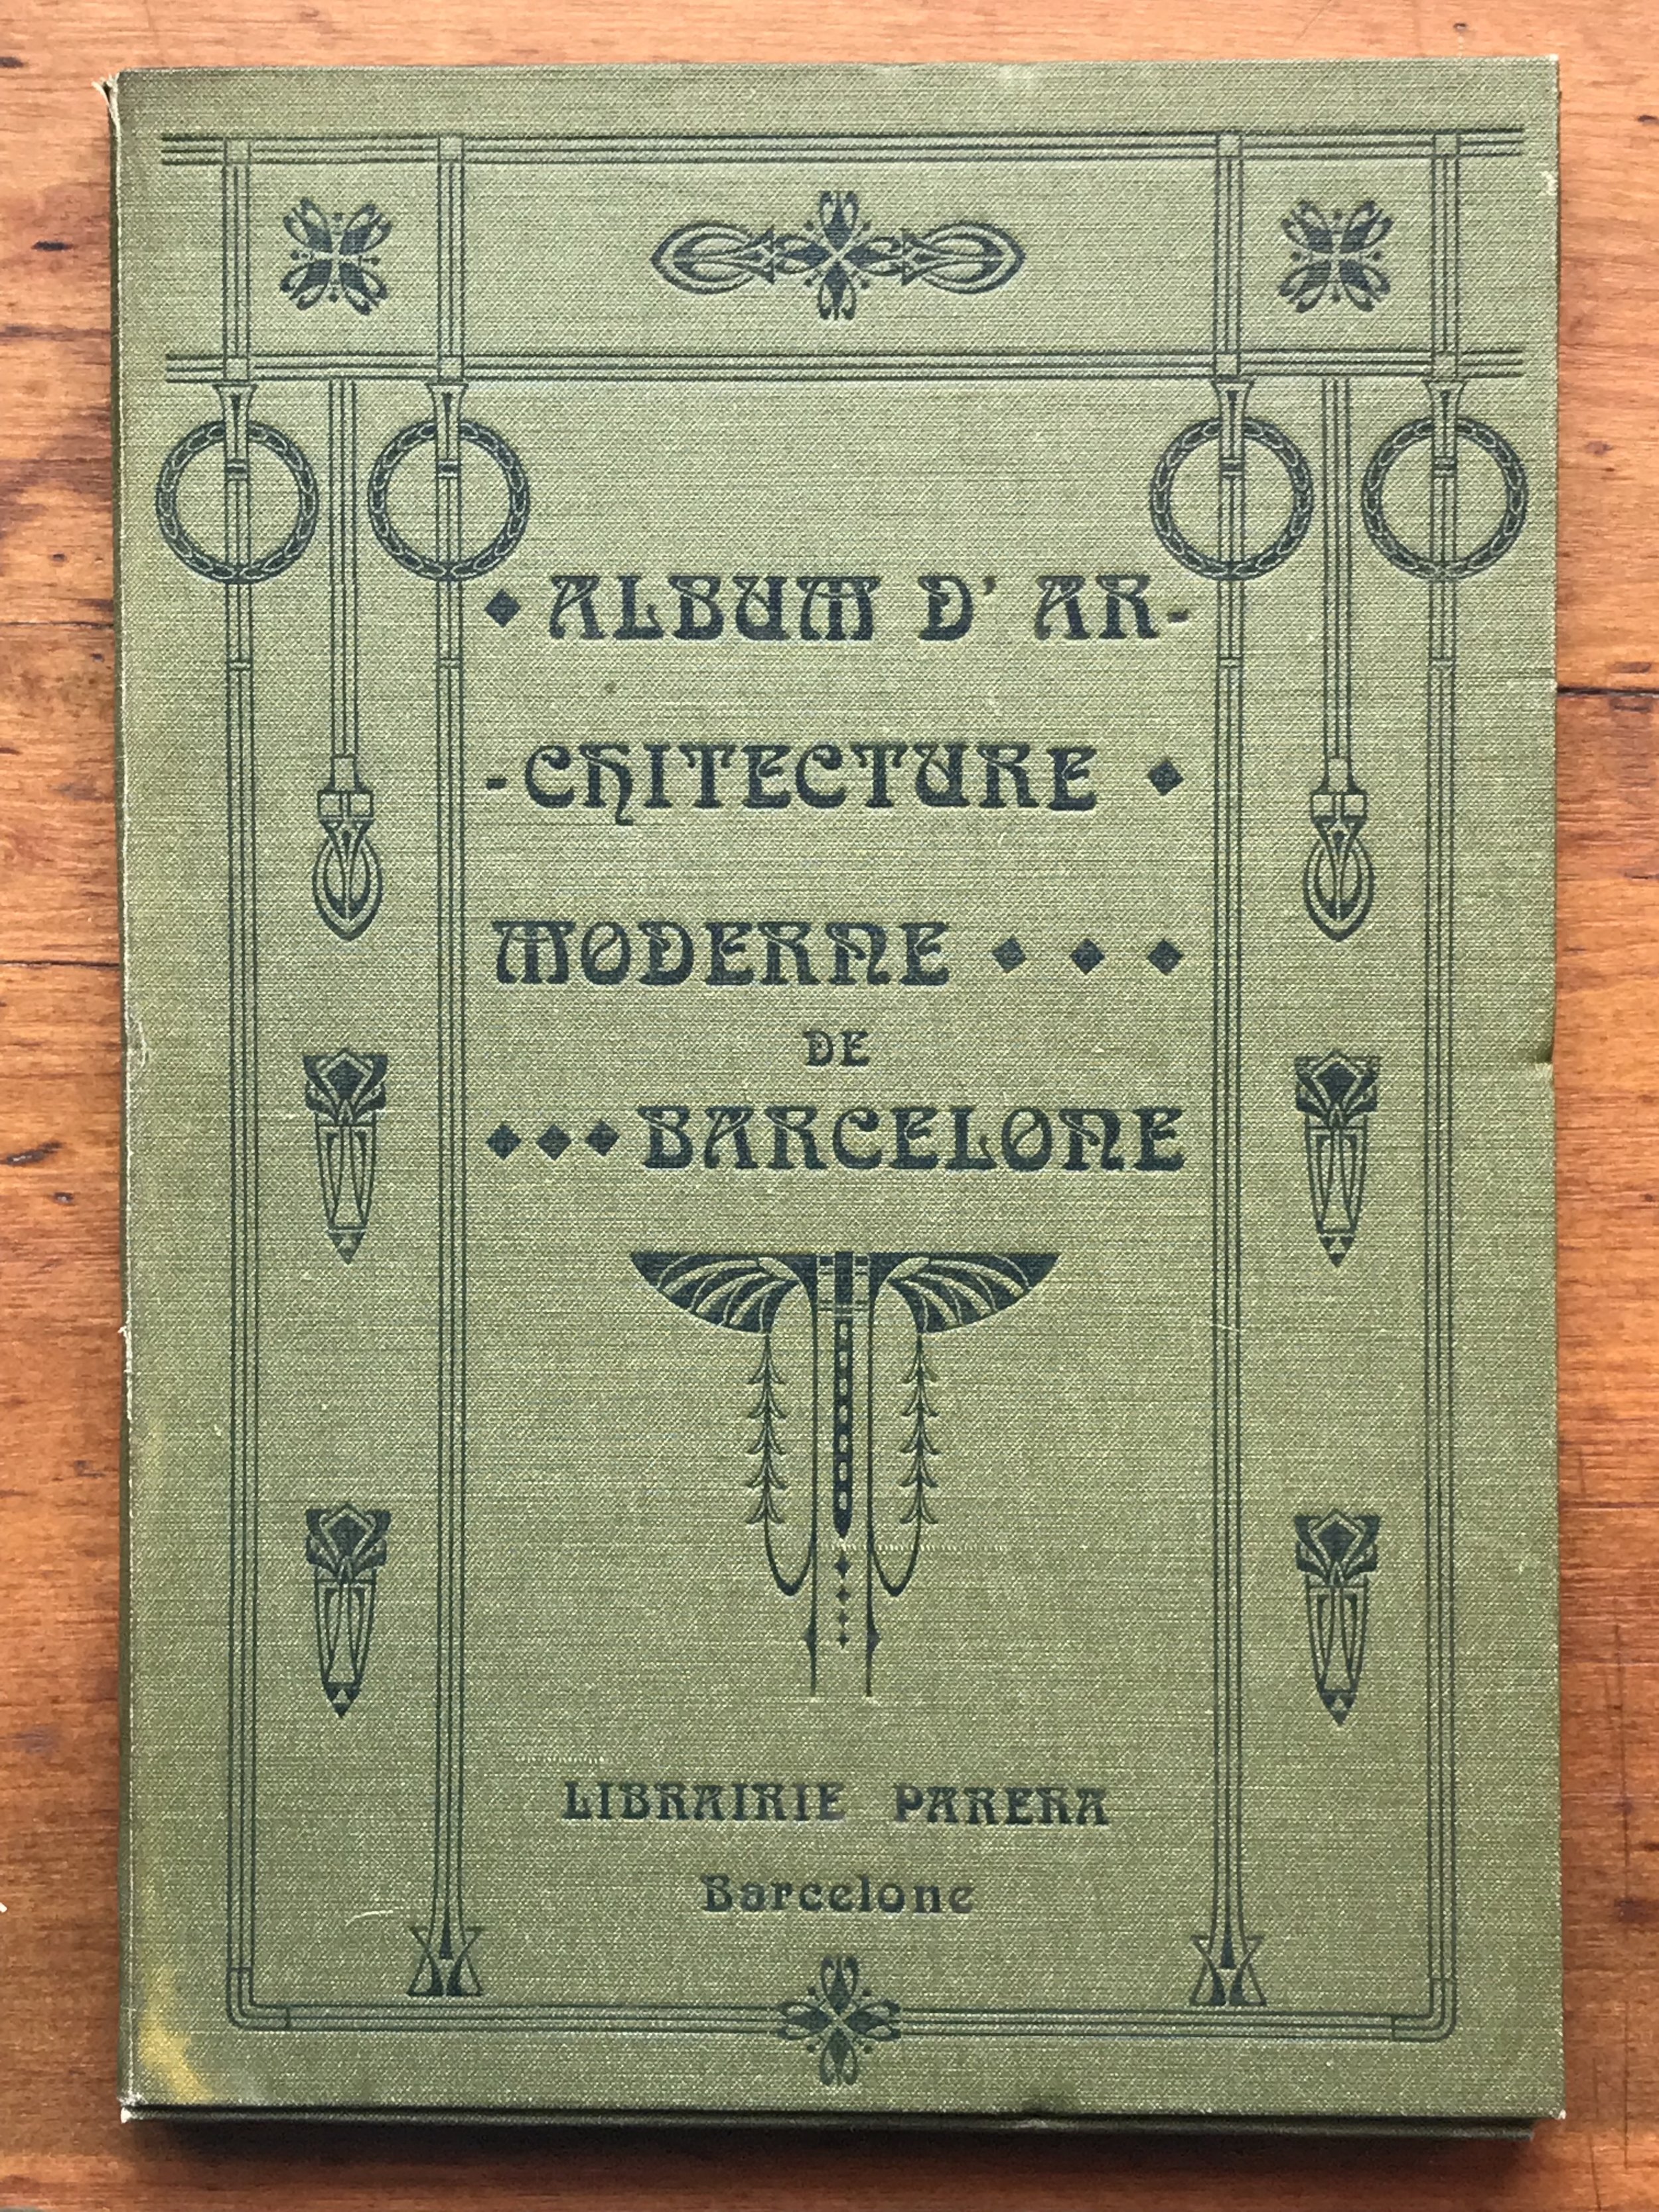 ALBUM D' AR-
-CHITECTURE
MODERNE
DE
BARCELONE
LIBRAIRIE PARERA
Barcelone